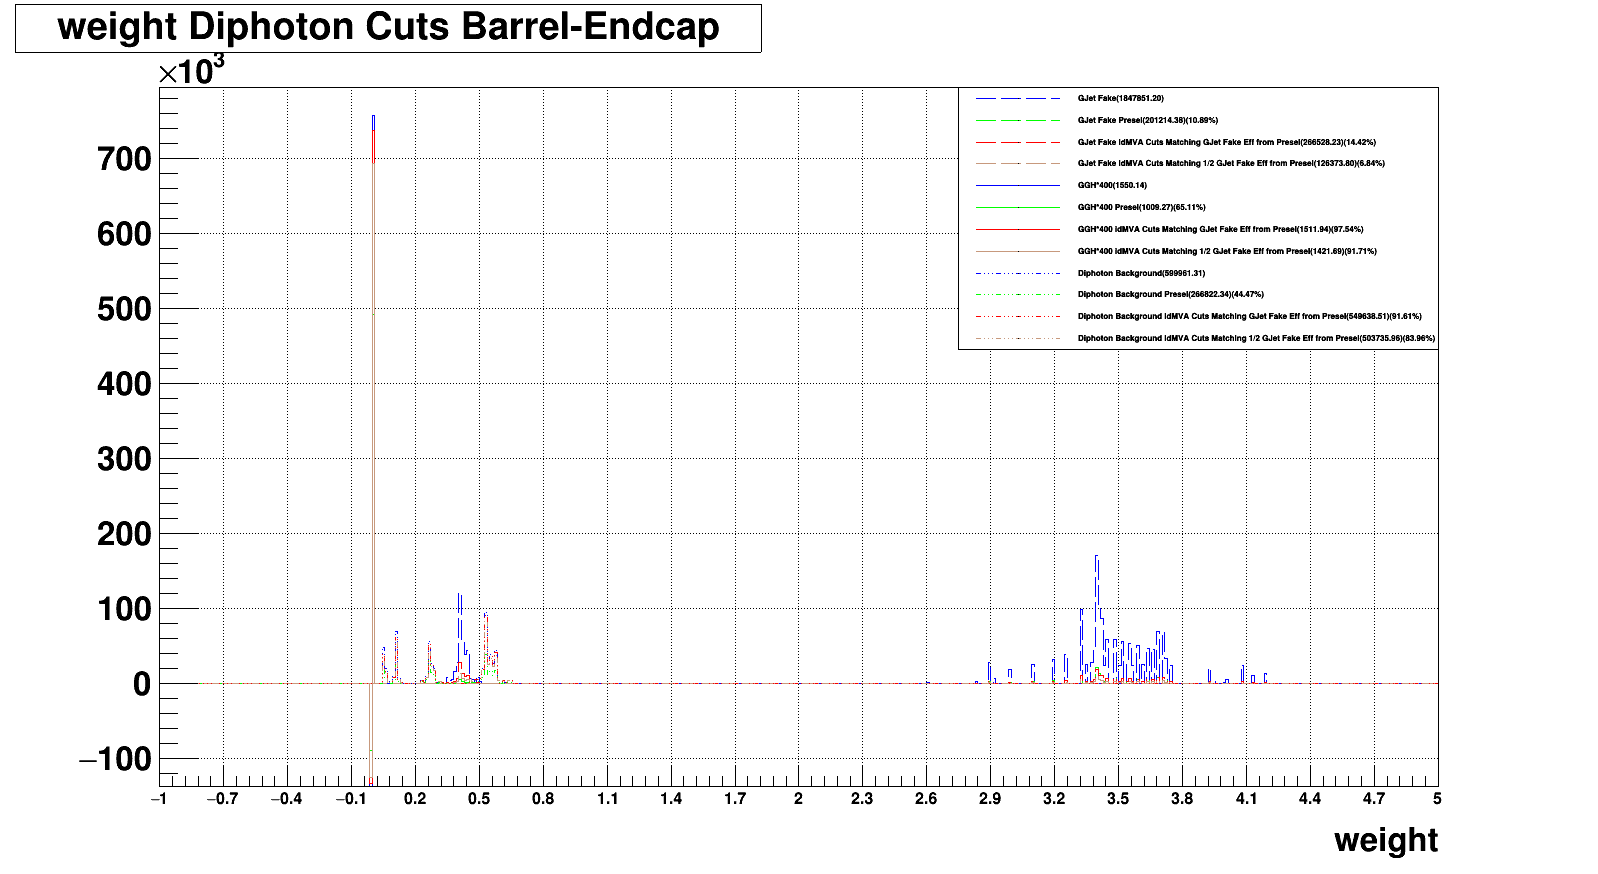 weight Diphoton Cuts Barrel-Endcap
×10³
700
600
500
400
300
200
100
0
−100
GJet Fake(1847851.20)
GJet Fake Presel(201214.38)(10.89%)
GJet Fake IdMVA Cuts Matching GJet Fake Eff from Presel(266528.23)(14.42%)
GJet Fake IdMVA Cuts Matching 1/2 GJet Fake Eff from Presel(126373.80)(6.84%)
GGH*400(1550.14)
GGH*400 Presel(1009.27)(65.11%)
GGH*400 IdMVA Cuts Matching GJet Fake Eff from Presel(1511.94)(97.54%)
GGH*400 IdMVA Cuts Matching 1/2 GJet Fake Eff from Presel(1421.69)(91.71%)
Diphoton Background(599961.31)
Diphoton Background Presel(266822.34)(44.47%)
Diphoton Background IdMVA Cuts Matching GJet Fake Eff from Presel(549638.51)(91.61%)
Diphoton Background IdMVA Cuts Matching 1/2 GJet Fake Eff from Presel(503735.96)(83.96%)
−1 −0.7 −0.4 −0.1 0.2 0.5 0.8 1.1 1.4 1.7 2 2.3 2.6 2.9 3.2 3.5 3.8 4.1 4.4 4.7 5
weight